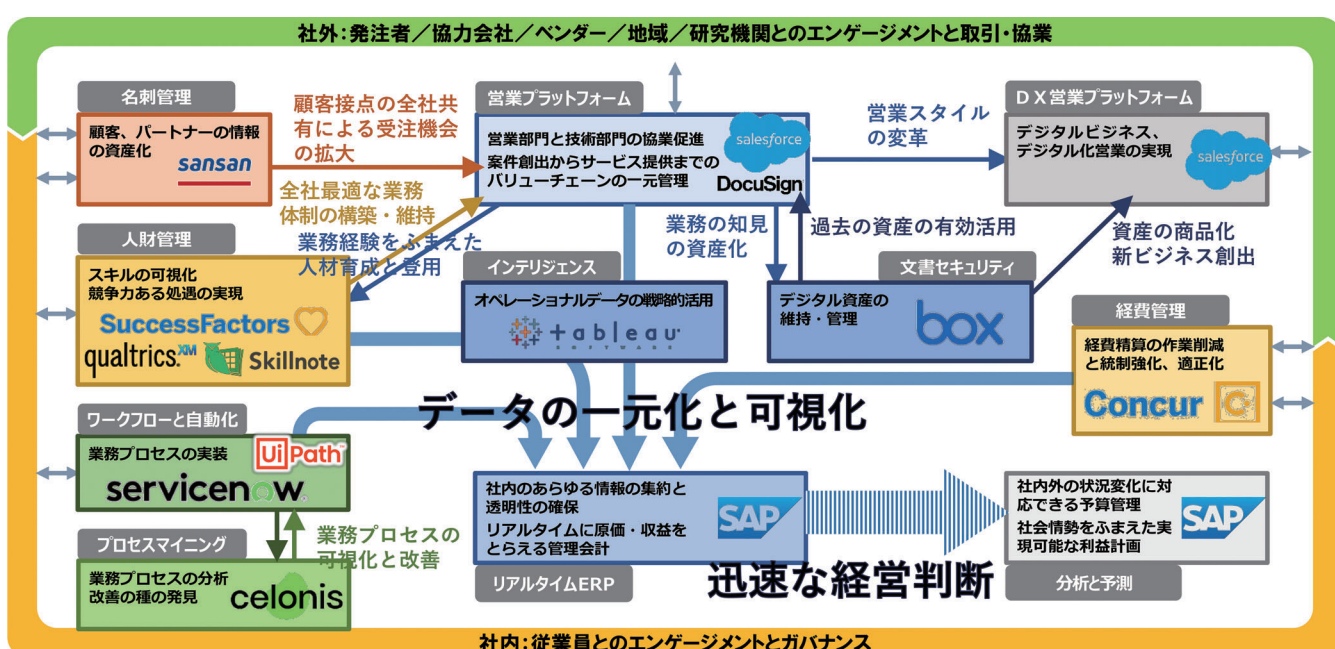 社外：発注者／協力会社／ベンダー／地域／研究機関とのエンゲージメントと取引・協業
名刺管理
顧客、パートナーの情報
の資産化
sansan
顧客接点の全社共
有による受注機会
の拡大
営業プラットフォーム
営業部門と技術部門の協業促進
案件創出からサービス提供までの
バリューチェーンの一元管理
salesforce
DocuSign
営業スタイル
の変革
DX営業プラットフォーム
デジタルビジネス、
デジタル化営業の実現
salesforce
全社最適な業務
体制の構築・維持
業務経験をふまえた
人材育成と登用
業務の知見
の資産化
過去の資産の有効活用
資産の商品化
新ビジネス創出
人財管理
スキルの可視化
競争力ある処遇の実現
SuccessFactors
qualtrics.XM
Skillnote
インテリジェンス
オペレーショナルデータの戦略的活用
+ableau
SOFTWARE
文書セキュリティ
デジタル資産の
維持・管理
box
経費管理
経費精算の作業削減
と統制強化、適正化
Concur
データの一元化と可視化
ワークフローと自動化
業務プロセスの実装
UiPath
servicenow
業務プロセスの
可視化と改善
プロセスマイニング
業務プロセスの分析
改善の種の発見
celonis
社内のあらゆる情報の集約と
透明性の確保
リアルタイムに原価・収益を
とらえる管理会計
SAP
リアルタイムERP
迅速な経営判断
社内外の状況変化に対
応できる予算管理
社会情勢をふまえた実
現可能な利益計画
SAP
分析と予測
社内：従業員とのエンゲージメントとガバナンス